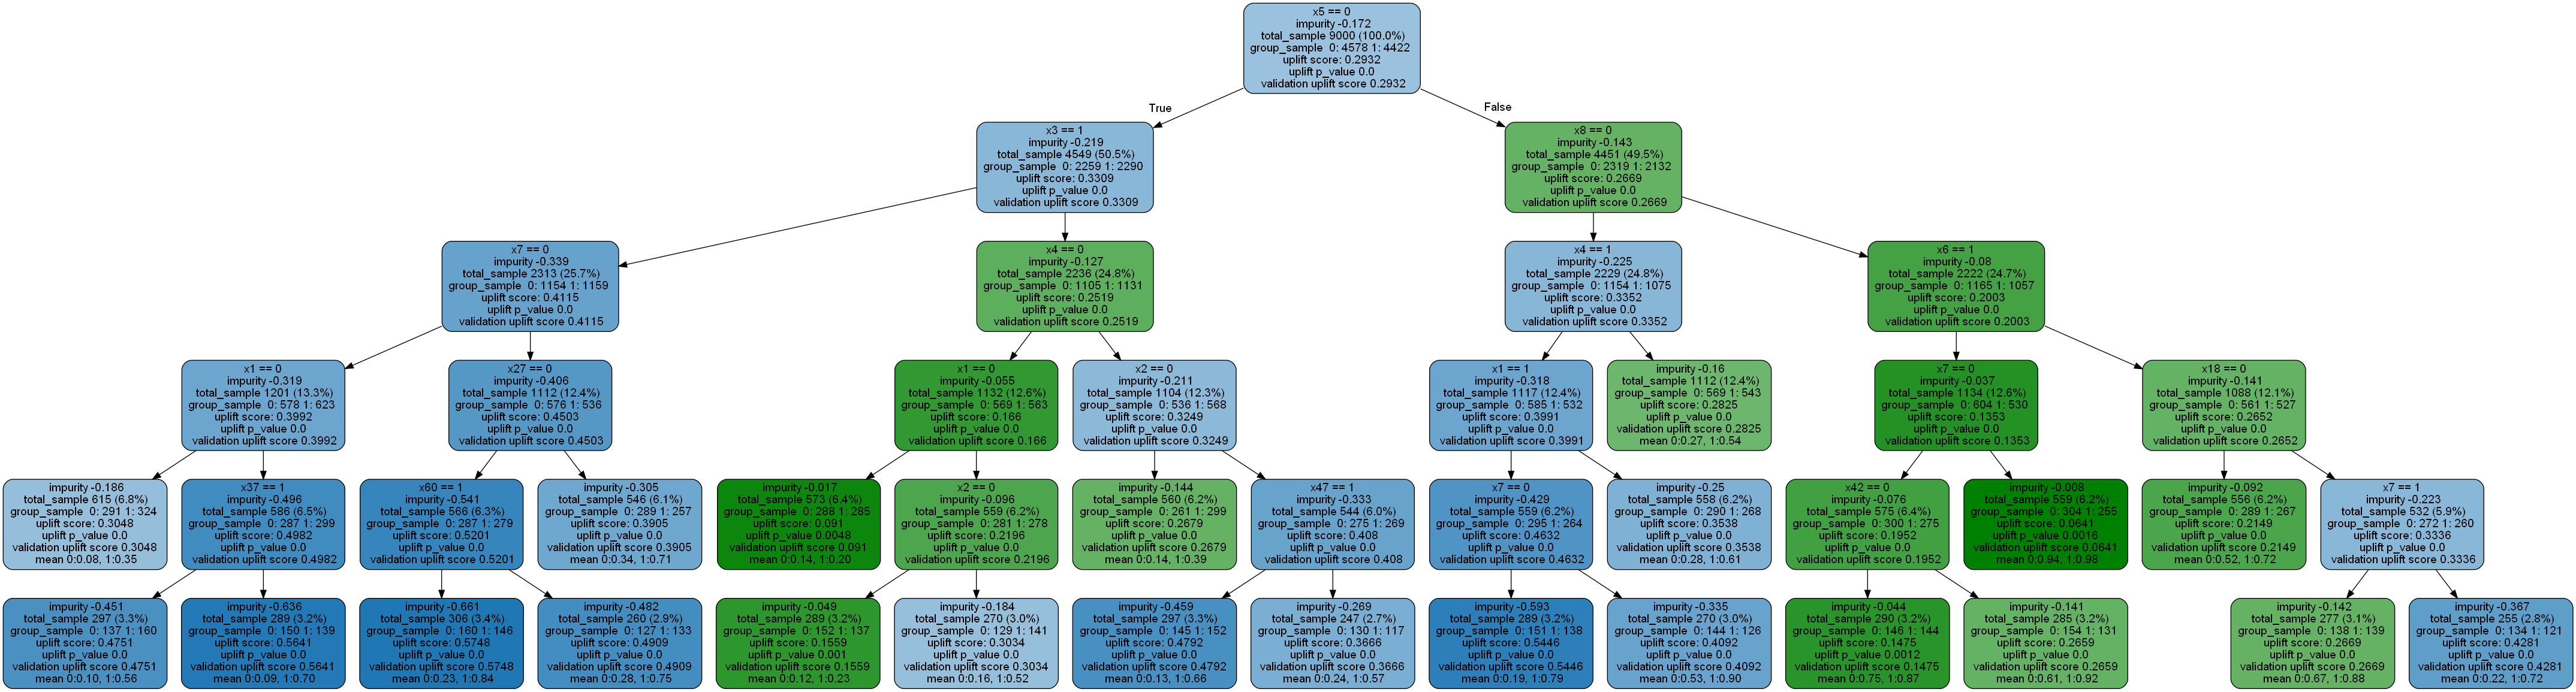 x5 == 0
impurity -0.172
total_sample 9000 (100.0%)
group_sample 0: 4578 1: 4422
uplift score: 0.2932
uplift p_value 0.0
validation uplift score 0.2932
True
False
x3 == 1
impurity -0.219
total_sample 4549 (50.5%)
group_sample 0: 2259 1: 2290
uplift score: 0.3309
uplift p_value 0.0
validation uplift score 0.3309
x8 == 0
impurity -0.143
total_sample 4451 (49.5%)
group_sample 0: 2319 1: 2132
uplift score: 0.2669
uplift p_value 0.0
validation uplift score 0.2669
x7 == 0
impurity -0.339
total_sample 2313 (25.7%)
group_sample 0: 1154 1: 1159
uplift score: 0.4115
uplift p_value 0.0
validation uplift score 0.4115
x4 == 0
impurity -0.127
total_sample 2236 (24.8%)
group_sample 0: 1105 1: 1131
uplift score: 0.2519
uplift p_value 0.0
validation uplift score 0.2519
x4 == 1
impurity -0.225
total_sample 2229 (24.8%)
group_sample 0: 1154 1: 1075
uplift score: 0.3352
uplift p_value 0.0
validation uplift score 0.3352
x6 == 1
impurity -0.08
total_sample 2222 (24.7%)
group_sample 0: 1165 1: 1057
uplift score: 0.2003
uplift p_value 0.0
validation uplift score 0.2003
x1 == 0
impurity -0.319
total_sample 1201 (13.3%)
group_sample 0: 578 1: 623
uplift score: 0.3992
uplift p_value 0.0
validation uplift score 0.3992
x27 == 0
impurity -0.406
total_sample 1112 (12.4%)
group_sample 0: 576 1: 536
uplift score: 0.4503
uplift p_value 0.0
validation uplift score 0.4503
x1 == 0
impurity -0.055
total_sample 1132 (12.6%)
group_sample 0: 569 1: 563
uplift score: 0.166
uplift p_value 0.0
validation uplift score 0.166
x2 == 0
impurity -0.211
total_sample 1104 (12.3%)
group_sample 0: 536 1: 568
uplift score: 0.3249
uplift p_value 0.0
validation uplift score 0.3249
x1 == 1
impurity -0.318
total_sample 1117 (12.4%)
group_sample 0: 585 1: 532
uplift score: 0.3991
uplift p_value 0.0
validation uplift score 0.3991
impurity -0.16
total_sample 1112 (12.4%)
group_sample 0: 569 1: 543
uplift score: 0.2825
uplift p_value 0.0
validation uplift score 0.2825
mean 0:0.27, 1:0.54
x7 == 0
impurity -0.037
total_sample 1134 (12.6%)
group_sample 0: 604 1: 530
uplift score: 0.1353
uplift p_value 0.0
validation uplift score 0.1353
x18 == 0
impurity -0.141
total_sample 1088 (12.1%)
group_sample 0: 561 1: 527
uplift score: 0.2652
uplift p_value 0.0
validation uplift score 0.2652
impurity -0.186
total_sample 615 (6.8%)
group_sample 0: 291 1: 324
uplift score: 0.3048
uplift p_value 0.0
validation uplift score 0.3048
mean 0:0.08, 1:0.35
x37 == 1
impurity -0.496
total_sample 586 (6.5%)
group_sample 0: 287 1: 299
uplift score: 0.4982
uplift p_value 0.0
validation uplift score 0.4982
x60 == 1
impurity -0.541
total_sample 566 (6.3%)
group_sample 0: 287 1: 279
uplift score: 0.5201
uplift p_value 0.0
validation uplift score 0.5201
impurity -0.305
total_sample 546 (6.1%)
group_sample 0: 289 1: 257
uplift score: 0.3905
uplift p_value 0.0
validation uplift score 0.3905
mean 0:0.34, 1:0.71
impurity -0.017
total_sample 573 (6.4%)
group_sample 0: 288 1: 285
uplift score: 0.091
uplift p_value 0.0048
validation uplift score 0.091
mean 0:0.14, 1:0.20
x2 == 0
impurity -0.096
total_sample 559 (6.2%)
group_sample 0: 281 1: 278
uplift score: 0.2196
uplift p_value 0.0
validation uplift score 0.2196
impurity -0.144
total_sample 560 (6.2%)
group_sample 0: 261 1: 299
uplift score: 0.2679
uplift p_value 0.0
validation uplift score 0.2679
mean 0:0.14, 1:0.39
x47 == 1
impurity -0.333
total_sample 544 (6.0%)
group_sample 0: 275 1: 269
uplift score: 0.408
uplift p_value 0.0
validation uplift score 0.408
x7 == 0
impurity -0.429
total_sample 559 (6.2%)
group_sample 0: 295 1: 264
uplift score: 0.4632
uplift p_value 0.0
validation uplift score 0.4632
impurity -0.25
total_sample 558 (6.2%)
group_sample 0: 290 1: 268
uplift score: 0.3538
uplift p_value 0.0
validation uplift score 0.3538
mean 0:0.28, 1:0.61
x42 == 0
impurity -0.076
total_sample 575 (6.4%)
group_sample 0: 300 1: 275
uplift score: 0.1952
uplift p_value 0.0
validation uplift score 0.1952
impurity -0.008
total_sample 559 (6.2%)
group_sample 0: 304 1: 255
uplift score: 0.0641
uplift p_value 0.0016
validation uplift score 0.0641
mean 0:0.94, 1:0.98
impurity -0.092
total_sample 556 (6.2%)
group_sample 0: 289 1: 267
uplift score: 0.2149
uplift p_value 0.0
validation uplift score 0.2149
mean 0:0.52, 1:0.72
x7 == 1
impurity -0.223
total_sample 532 (5.9%)
group_sample 0: 272 1: 260
uplift score: 0.3336
uplift p_value 0.0
validation uplift score 0.3336
impurity -0.451
total_sample 297 (3.3%)
group_sample 0: 137 1: 160
uplift score: 0.4751
uplift p_value 0.0
validation uplift score 0.4751
mean 0:0.10, 1:0.56
impurity -0.636
total_sample 289 (3.2%)
group_sample 0: 150 1: 139
uplift score: 0.5641
uplift p_value 0.0
validation uplift score 0.5641
mean 0:0.09, 1:0.70
impurity -0.661
total_sample 306 (3.4%)
group_sample 0: 160 1: 146
uplift score: 0.5748
uplift p_value 0.0
validation uplift score 0.5748
mean 0:0.23, 1:0.84
impurity -0.482
total_sample 260 (2.9%)
group_sample 0: 127 1: 133
uplift score: 0.4909
uplift p_value 0.0
validation uplift score 0.4909
mean 0:0.28, 1:0.75
impurity -0.049
total_sample 289 (3.2%)
group_sample 0: 152 1: 137
uplift score: 0.1559
uplift p_value 0.001
validation uplift score 0.1559
mean 0:0.12, 1:0.23
impurity -0.184
total_sample 270 (3.0%)
group_sample 0: 129 1: 141
uplift score: 0.3034
uplift p_value 0.0
validation uplift score 0.3034
mean 0:0.16, 1:0.52
impurity -0.459
total_sample 297 (3.3%)
group_sample 0: 145 1: 152
uplift score: 0.4792
uplift p_value 0.0
validation uplift score 0.4792
mean 0:0.13, 1:0.66
impurity -0.269
total_sample 247 (2.7%)
group_sample 0: 130 1: 117
uplift score: 0.3666
uplift p_value 0.0
validation uplift score 0.3666
mean 0:0.24, 1:0.57
impurity -0.593
total_sample 289 (3.2%)
group_sample 0: 151 1: 138
uplift score: 0.5446
uplift p_value 0.0
validation uplift score 0.5446
mean 0:0.19, 1:0.79
impurity -0.335
total_sample 270 (3.0%)
group_sample 0: 144 1: 126
uplift score: 0.4092
uplift p_value 0.0
validation uplift score 0.4092
mean 0:0.53, 1:0.90
impurity -0.044
total_sample 290 (3.2%)
group_sample 0: 146 1: 144
uplift score: 0.1475
uplift p_value 0.0012
validation uplift score 0.1475
mean 0:0.75, 1:0.87
impurity -0.141
total_sample 285 (3.2%)
group_sample 0: 154 1: 131
uplift score: 0.2659
uplift p_value 0.0
validation uplift score 0.2659
mean 0:0.61, 1:0.92
impurity -0.142
total_sample 277 (3.1%)
group_sample 0: 138 1: 139
uplift score: 0.2669
uplift p_value 0.0
validation uplift score 0.2669
mean 0:0.67, 1:0.88
impurity -0.367
total_sample 255 (2.8%)
group_sample 0: 134 1: 121
uplift score: 0.4281
uplift p_value 0.0
validation uplift score 0.4281
mean 0:0.22, 1:0.72